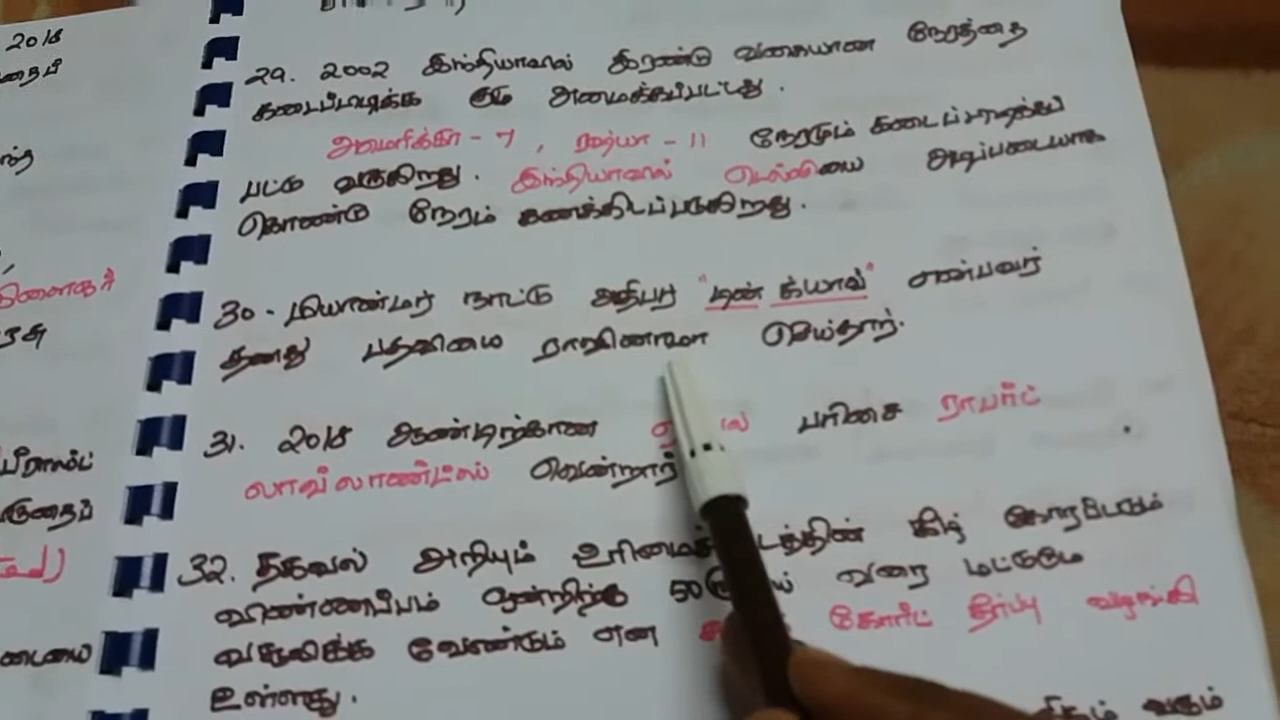 2018
29. 2002 இந்தியாவில் இரண்டு வகையான நேரத்தை
கடைப்பிடிக்க குழு அமைக்கப்பட்டது.
அமெரிக்கா - 7, ரஷ்யா - 11 நேரமும் கடைப்பிடிக்கப்
பட்டு வருகிறது. இந்தியாவில் டெல்லியை அடிப்படையாக
கொண்டு நேரம் கணக்கிடப்படுகிறது.
30. மியான்மர் நாட்டு அதிபர் "டின் க்யாவ்" என்பவர்
தனது பதவியை ராஜினாமா செய்தார்.
31. 2018 ஆண்டிற்கான பரிசை ராபர்ட்
லாங்லாண்ட்ஸ் வென்றார்
32. தகவல் அறியும் உரிமைச் கீழ் கோரப்படும்
விண்ணப்பம் ஒன்றிற்கு 50 வரை மட்டுமே
வசூலிக்க வேண்டும் என கோர்ட் தீர்ப்பு வழங்கி
உள்ளது.
வரும்